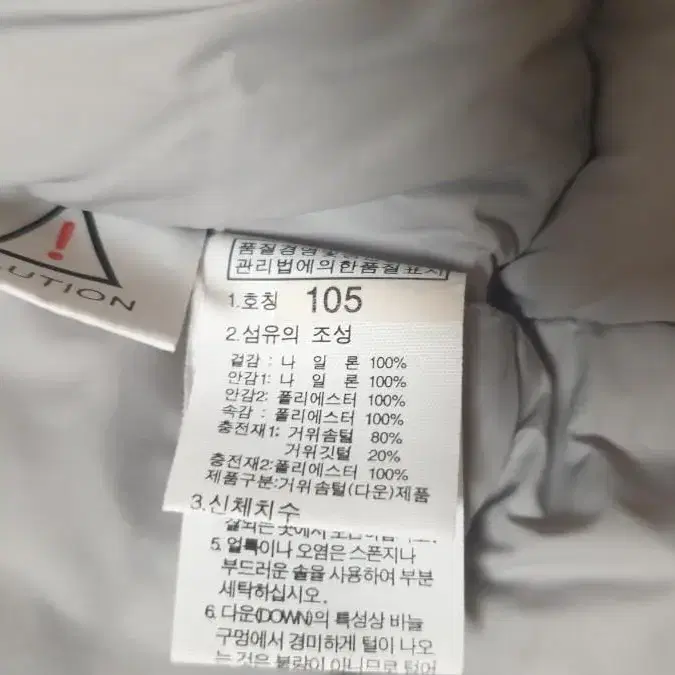 CAUTION
품질경영및
관리법에의한품질표시
1.호칭 105
2.섬유의 조성
겉감 : 나 일 론 100%
안감1: 나 일 론 100%
안감2: 폴리에스터 100%
속감 : 폴리에스터 100%
충전재1: 거위솜털 80%
거위깃털 20%
충전재2:폴리에스터 100%
제품구분:거위솜털(다운)제품
3.신체치수
5. 얼룩이나 오염은 스폰지나
부드러운 솔을 사용하여 부분
세탁하십시오.
6. 다운(DOWN)의 특성상 바늘
구멍에서 경미하게 털이 나오
는 것은 불량이 아니므로 털어